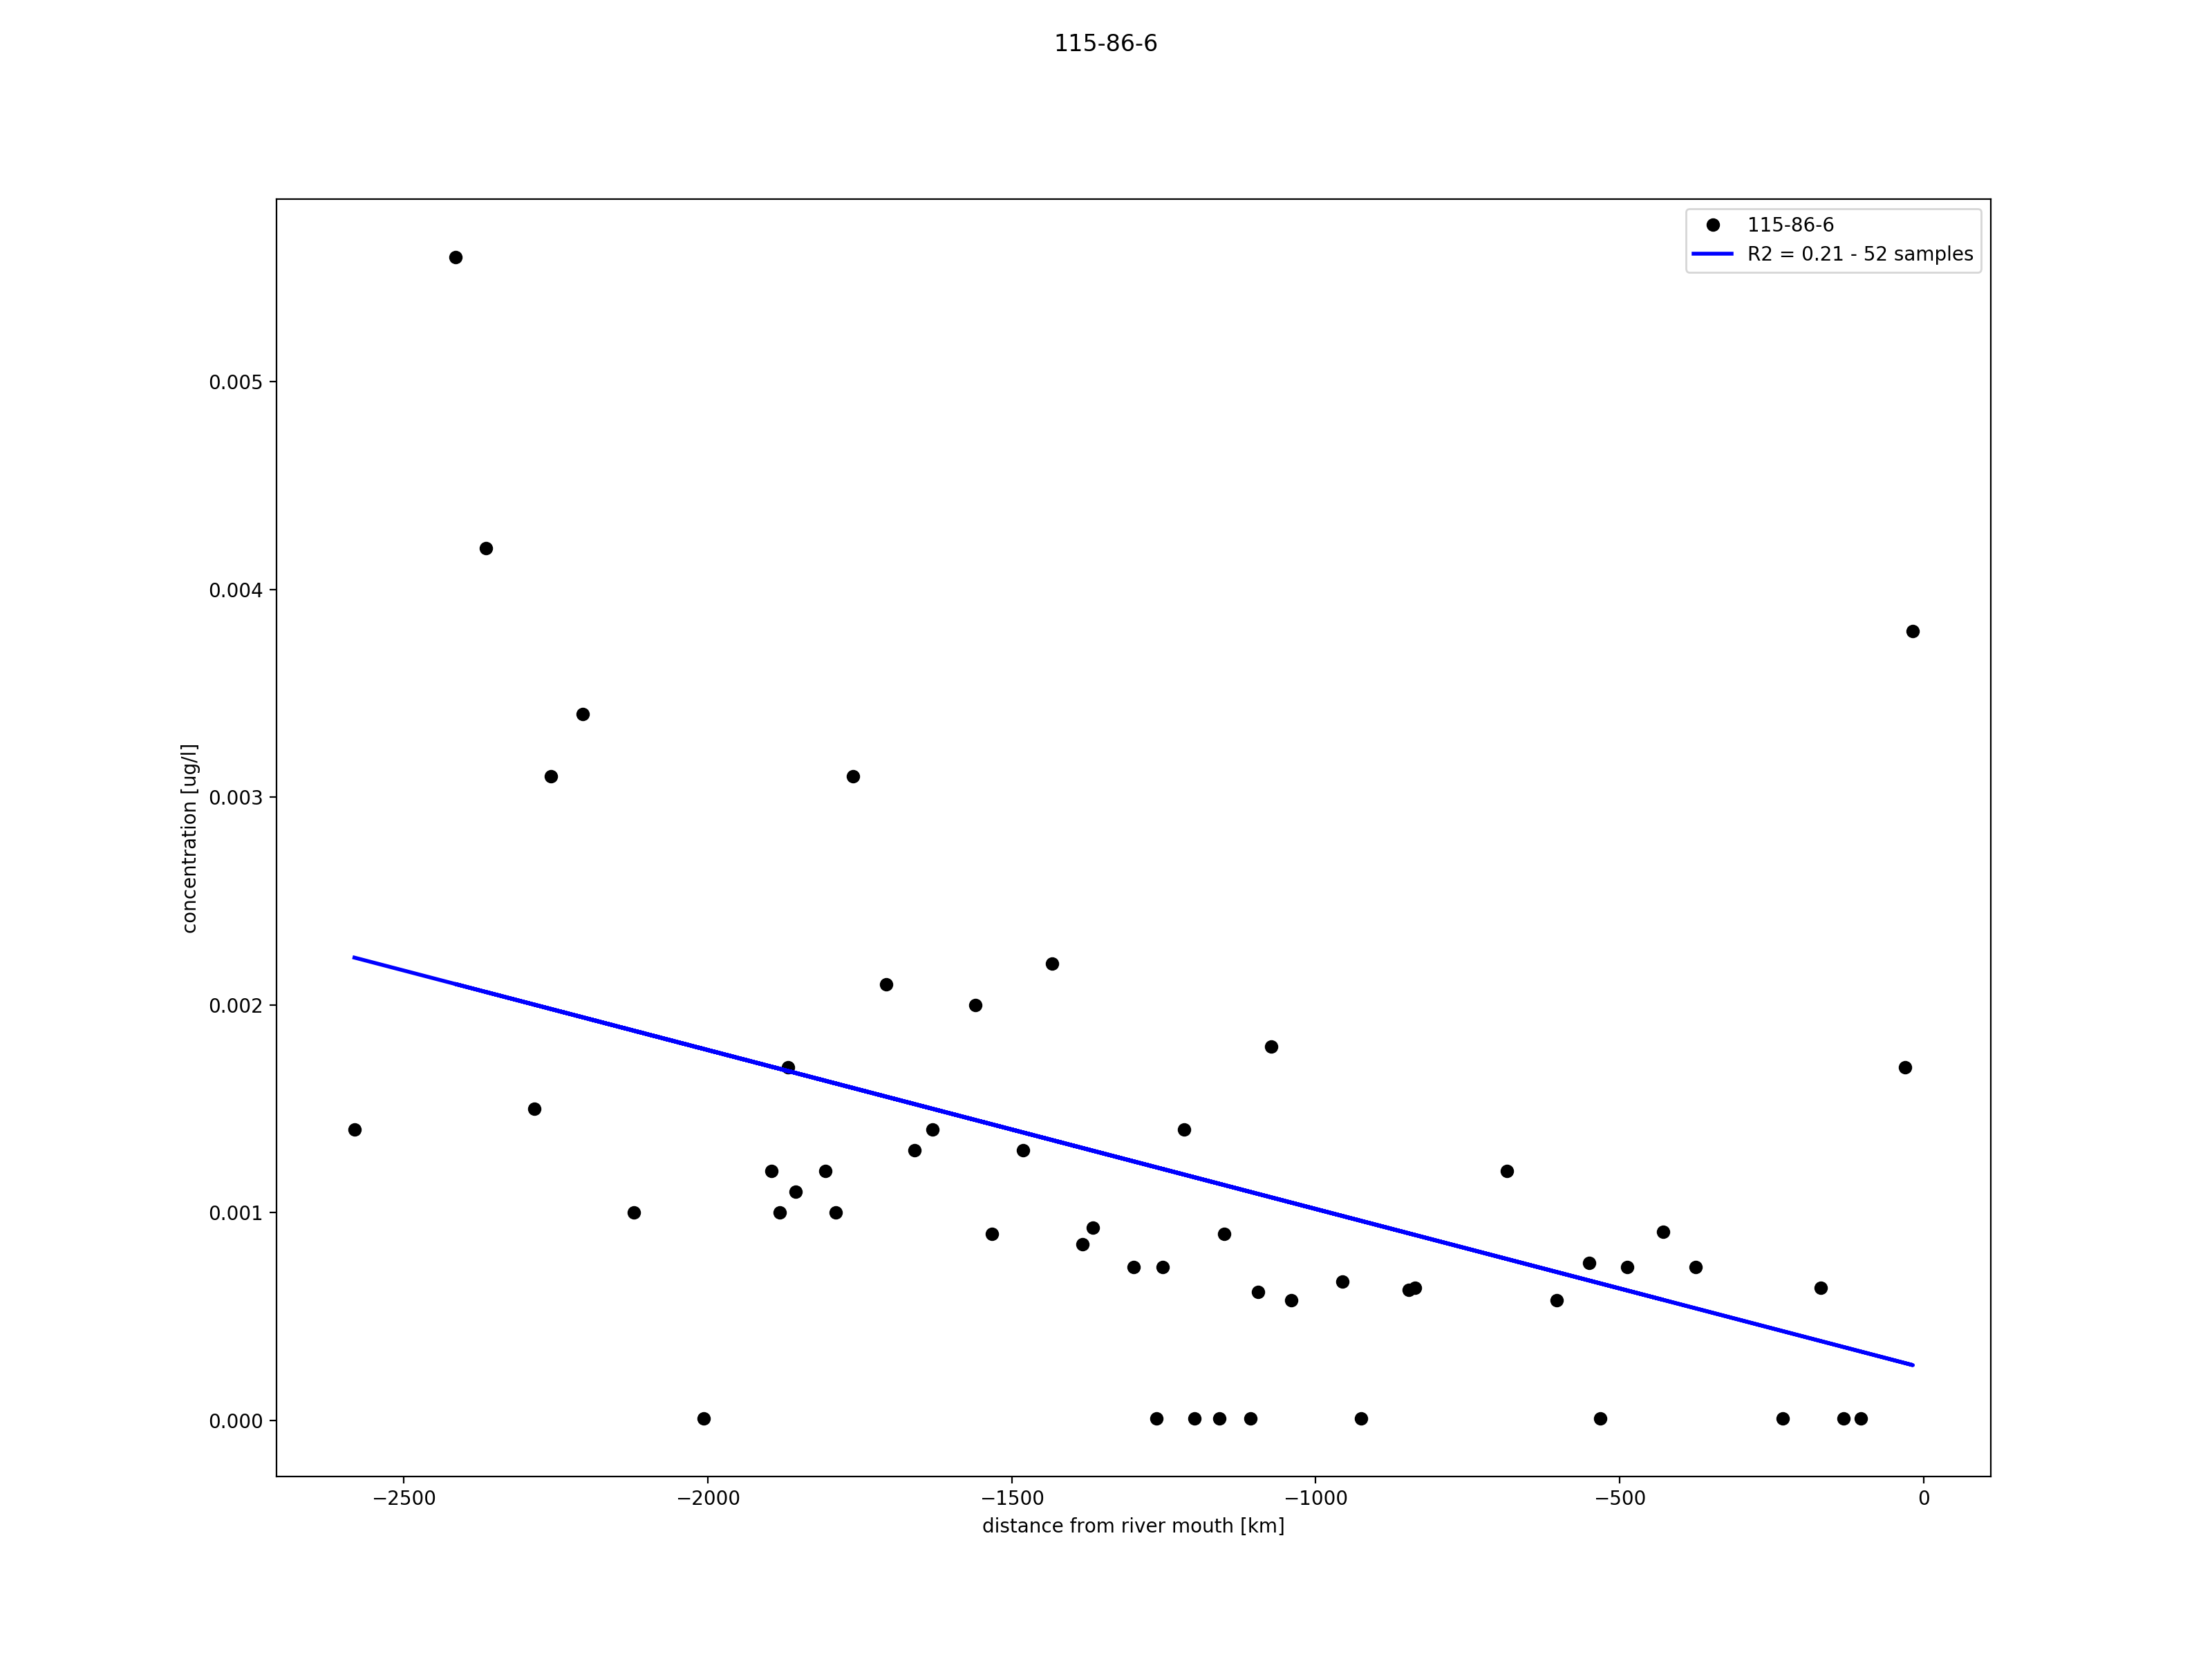 115-86-6
115-86-6
R2 = 0.21 - 52 samples
concentration [ug/l]
0.005
0.004
0.003
0.002
0.001
0.000
−2500 −2000 −1500 −1000 −500 0
distance from river mouth [km]